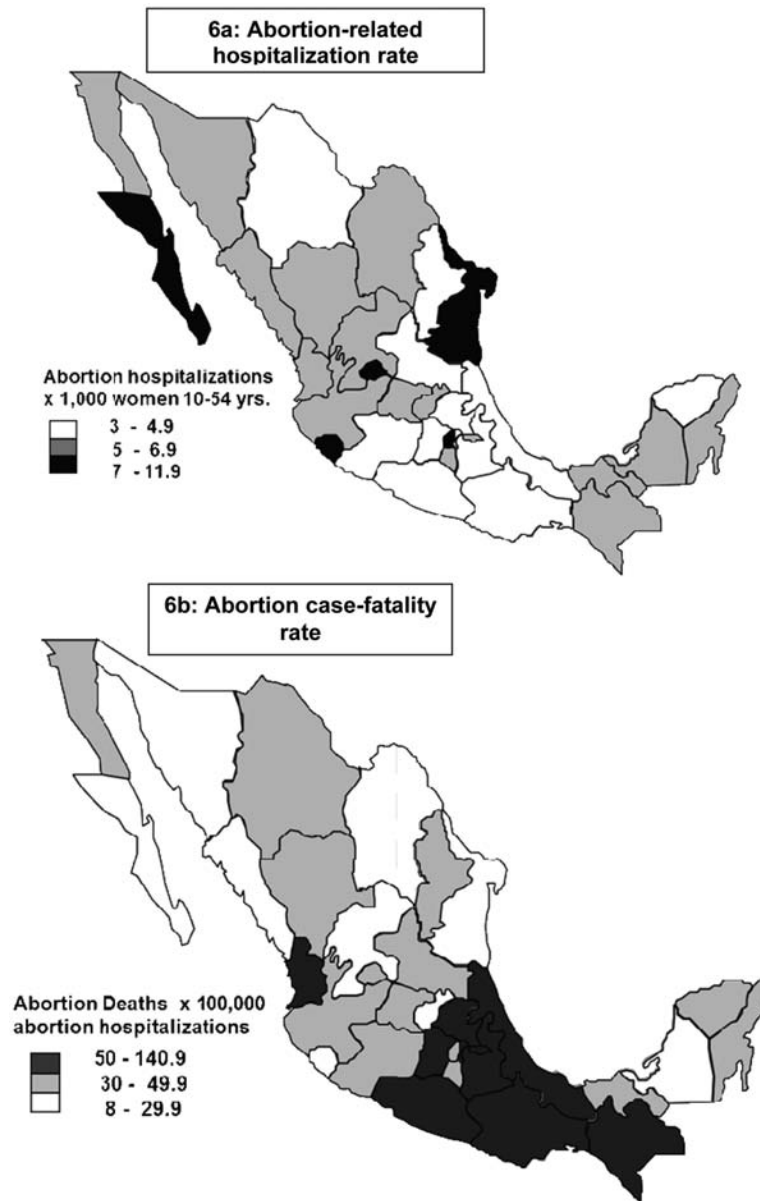 6a: Abortion-related
hospitalization rate
Abortion hospitalizations
x 1,000 women 10-54 yrs.
3 - 4.9
5 - 6.9
7 - 11.9
6b: Abortion case-fatality
rate
Abortion Deaths x 100,000
abortion hospitalizations
50 - 140.9
30 - 49.9
8 - 29.9